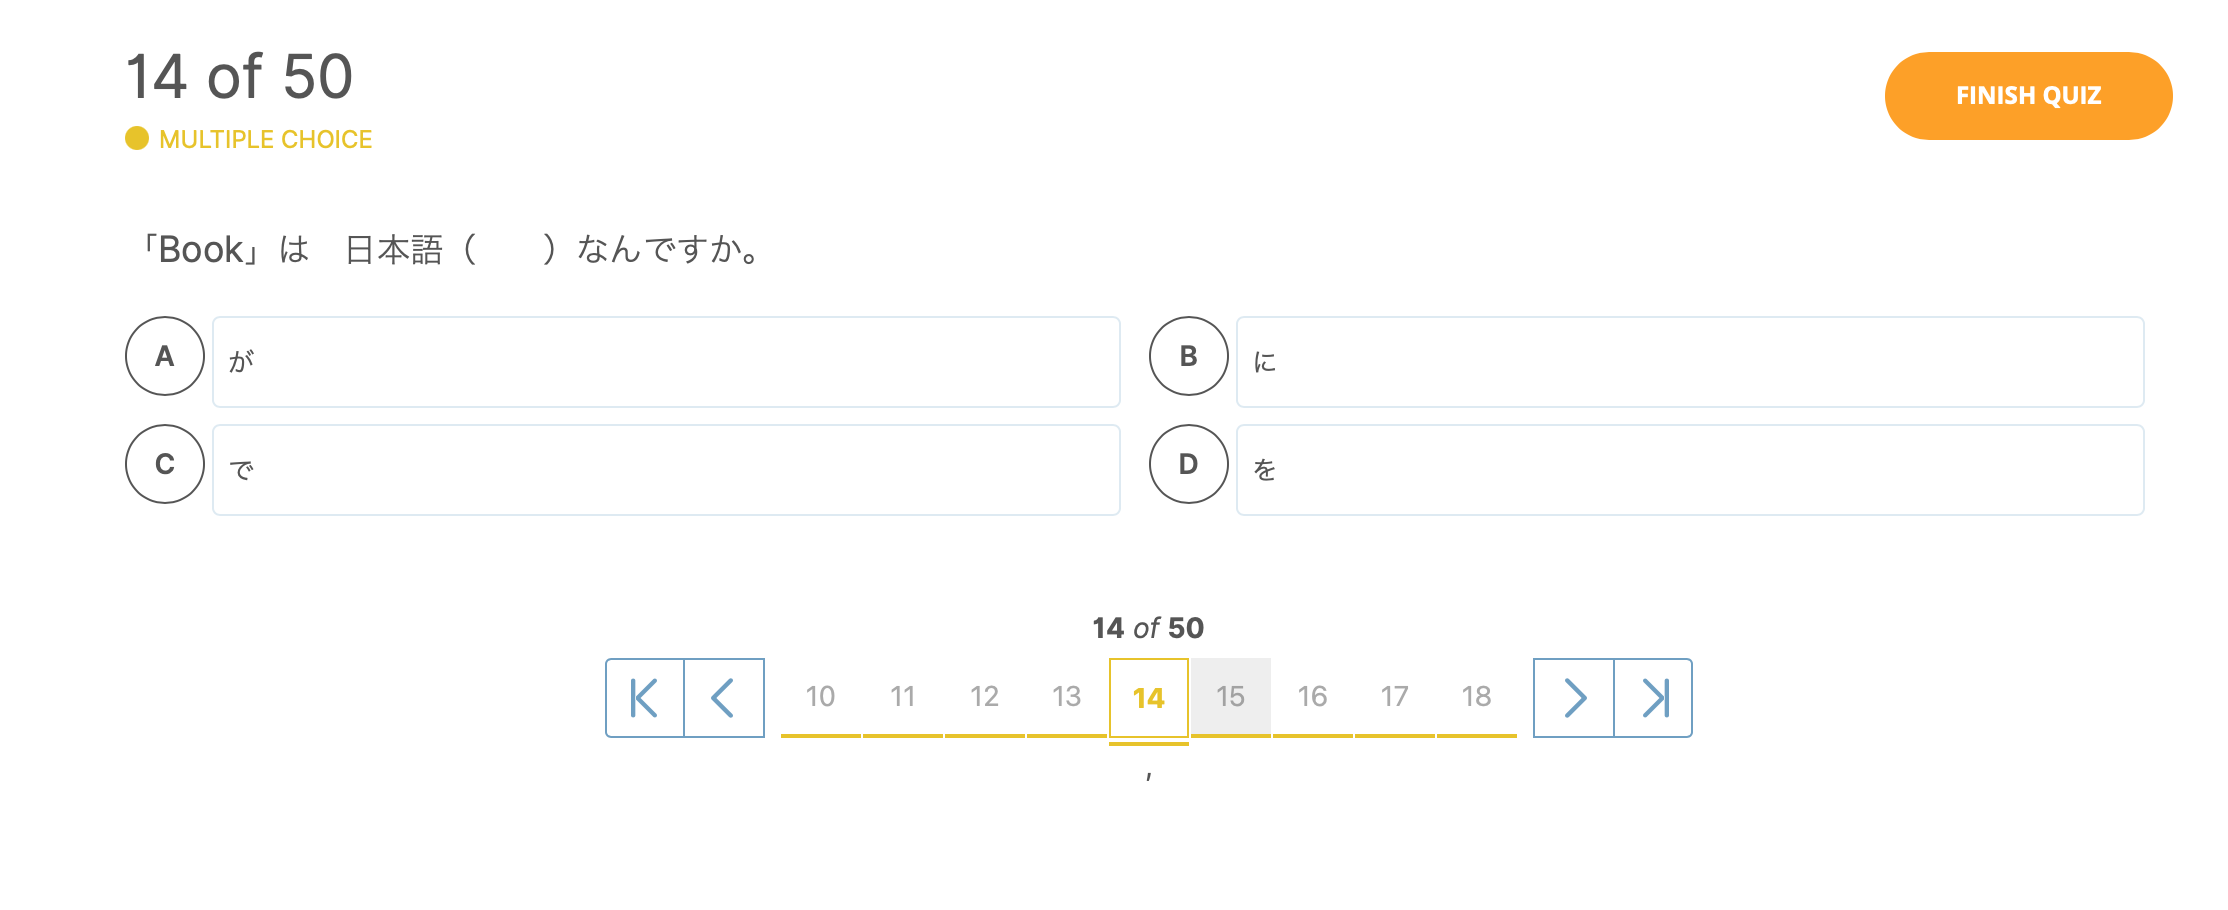 14 of 50
FINISH QUIZ
MULTIPLE CHOICE
「Book」は　日本語（　　）なんですか。
A が
B に
C で
D を
14 of 50
10 11 12 13 14 15 16 17 18
,